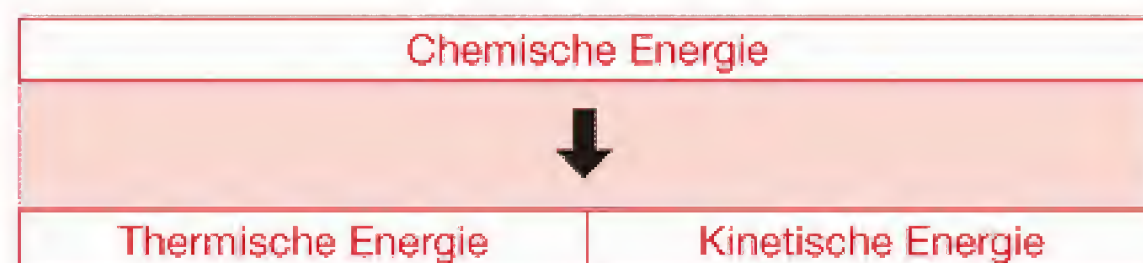 Chemische Energie
Thermische Energie
Kinetische Energie